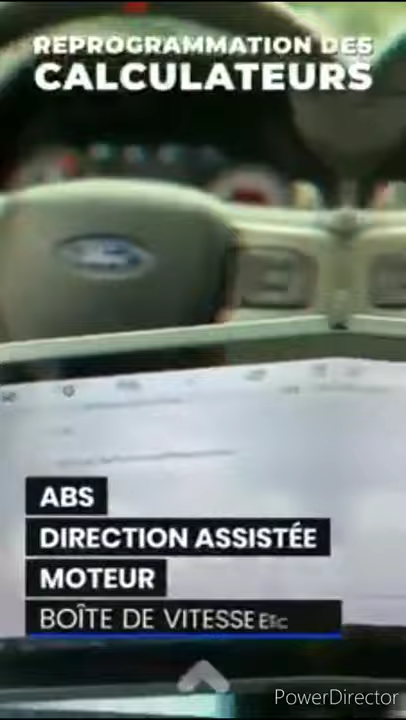 REPROGRAMMATION DES
CALCULATEURS
ABS
DIRECTION ASSISTÉE
MOTEUR
BOÎTE DE VITESSE ETC
PowerDirector